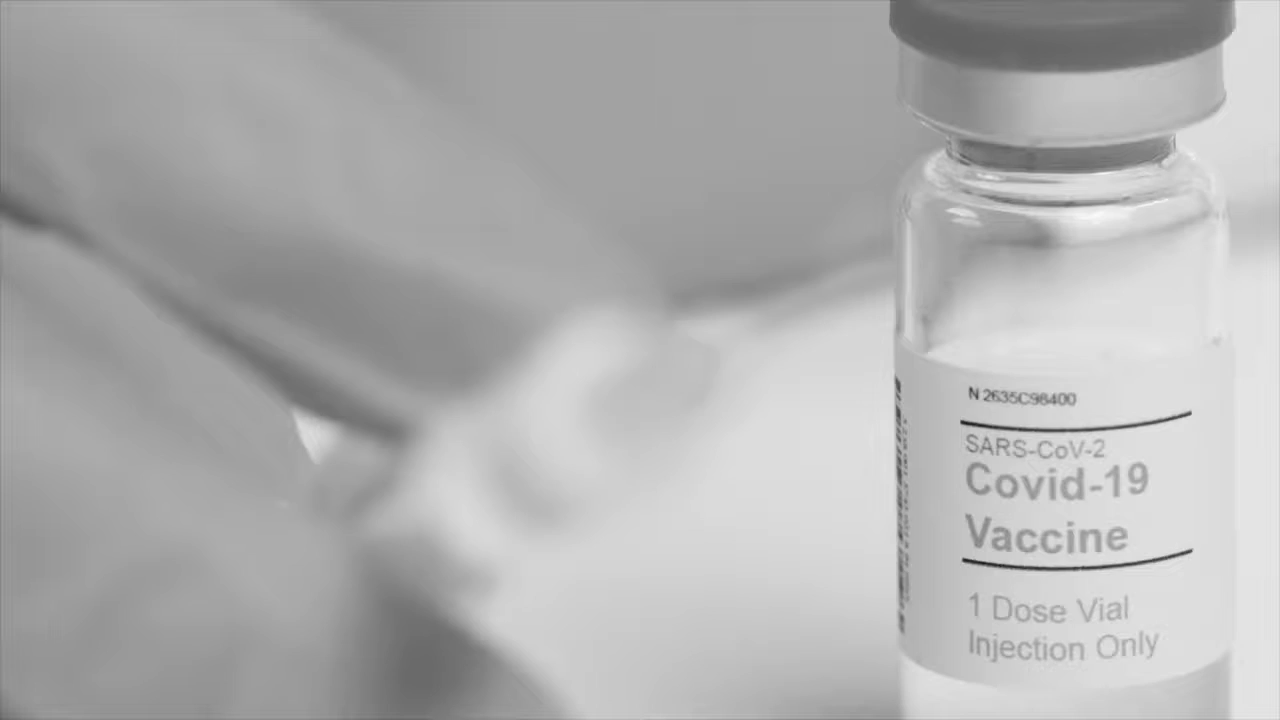 N 2635C98400
SARS-CoV-2
Covid-19
Vaccine
1 Dose Vial
Injection Only